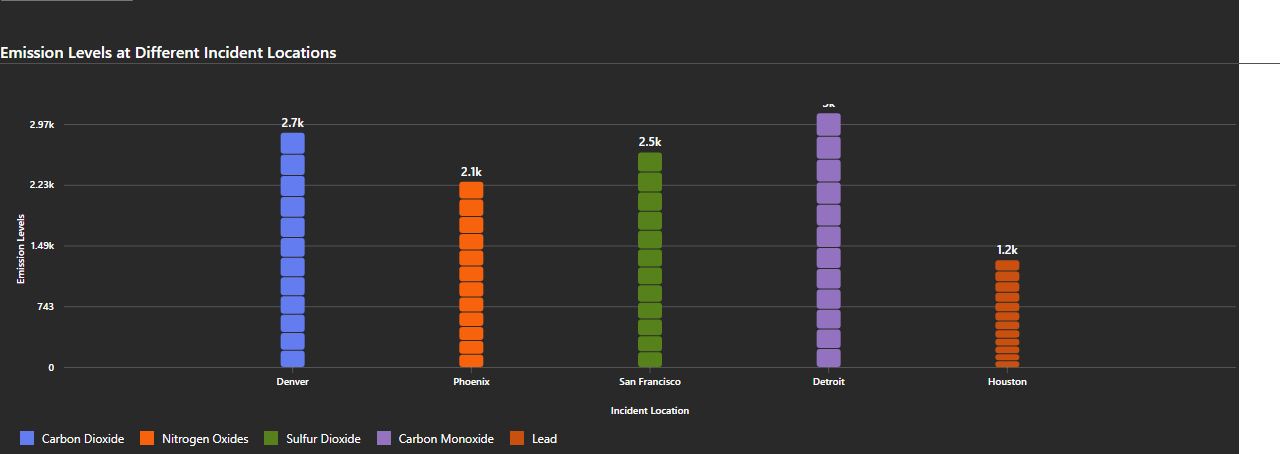 Emission Levels at Different Incident Locations
2.97k
2.23k
1.49k
743
0
Emission Levels
2.7k
2.1k
2.5k
3k
1.2k
Denver
Phoenix
San Francisco
Detroit
Houston
Incident Location
Carbon Dioxide
Nitrogen Oxides
Sulfur Dioxide
Carbon Monoxide
Lead